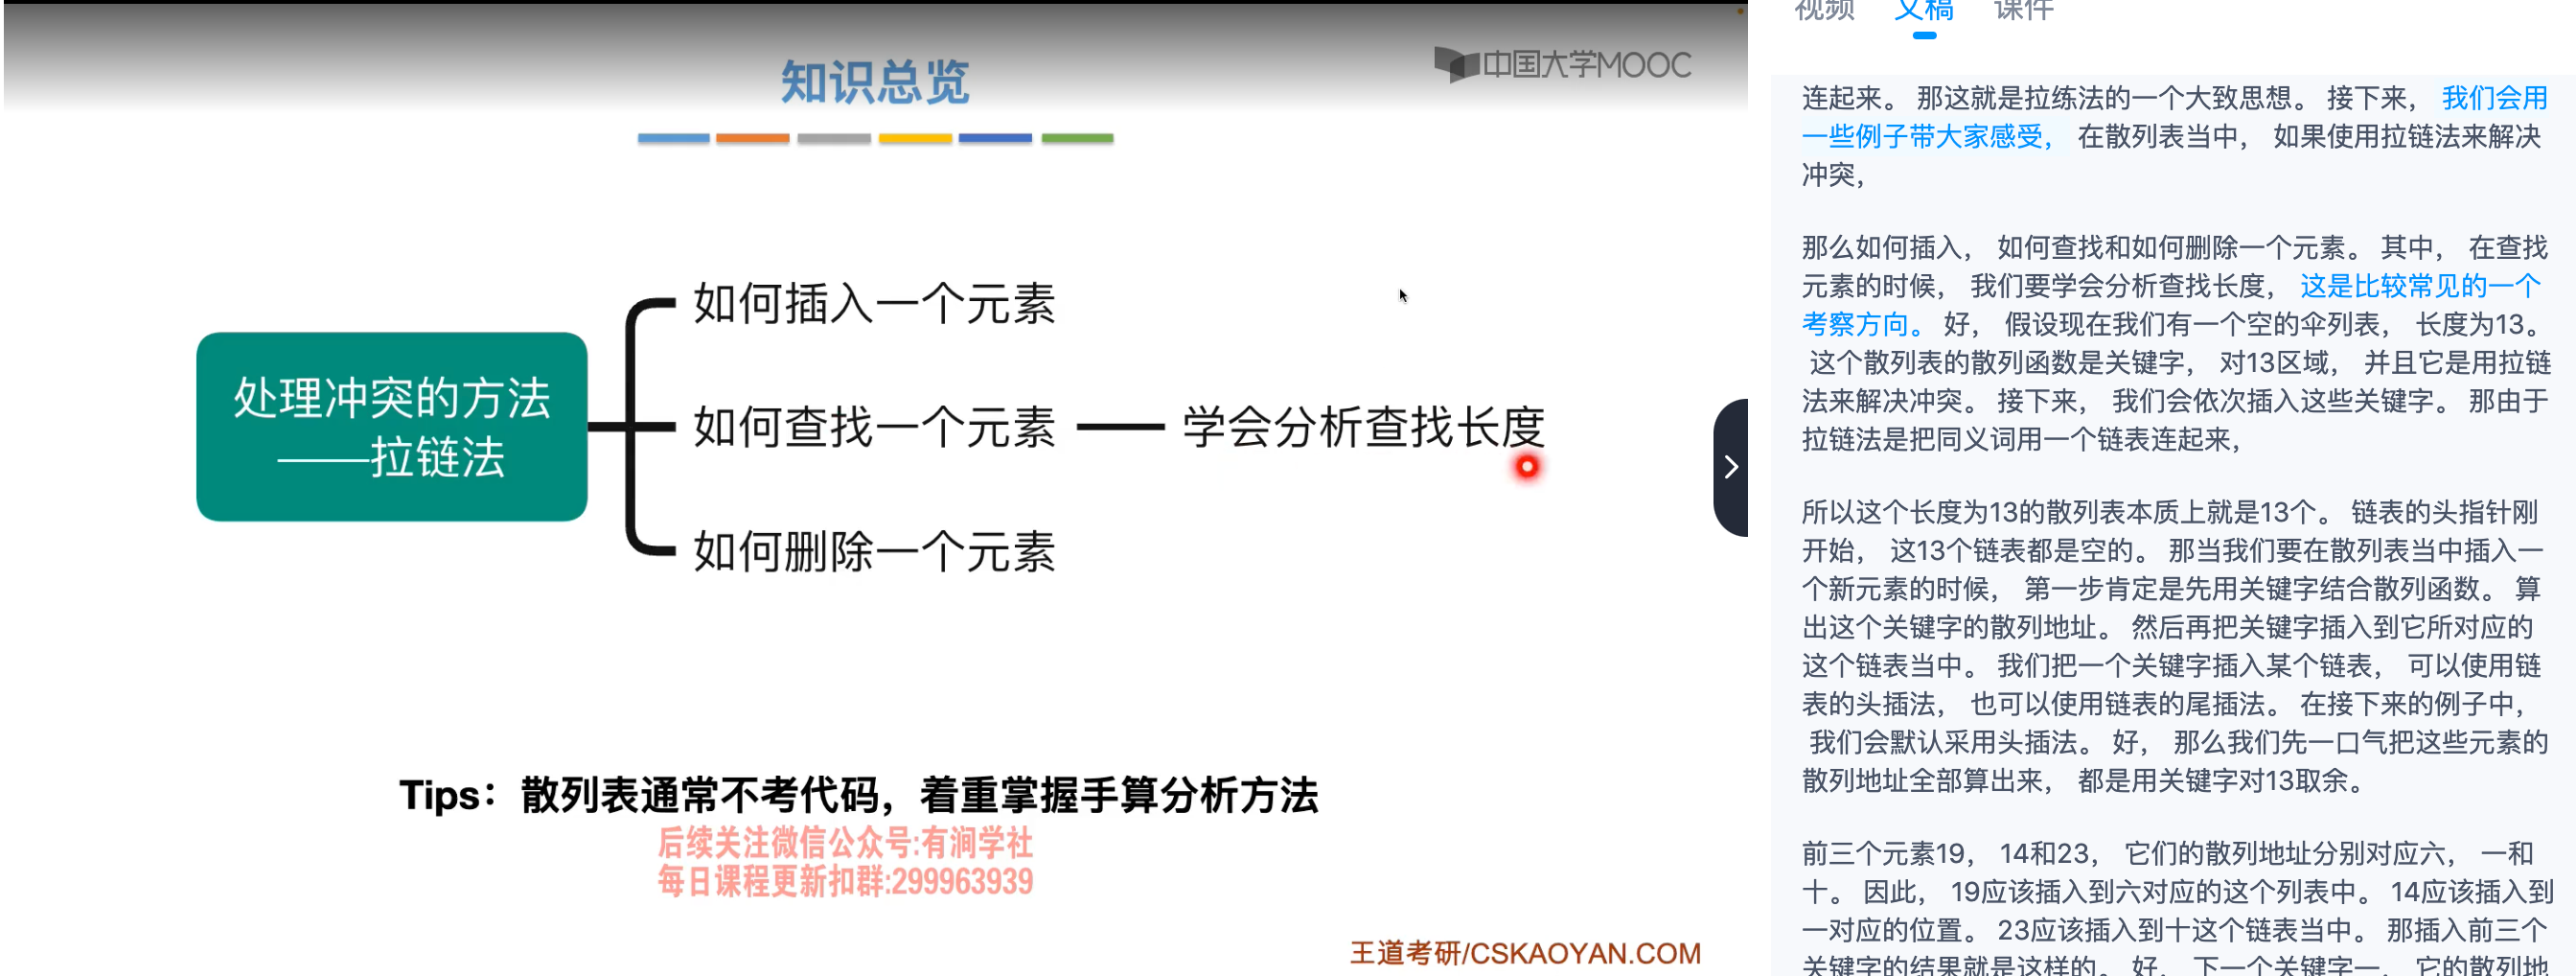 知识总览
中国大学MOOC
处理冲突的方法
——拉链法
如何插入一个元素
如何查找一个元素
学会分析查找长度
如何删除一个元素
Tips：散列表通常不考代码，着重掌握手算分析方法
后续关注微信公众号:有涧学社
每日课程更新扣群:299963939
王道考研/CSKAOYAN.COM
视频 文稿 课件
连起来。 那这就是拉练法的一个大致思想。 接下来， 我们会用
一些例子带大家感受， 在散列表当中， 如果使用拉链法来解决
冲突，
那么如何插入， 如何查找和如何删除一个元素。 其中， 在查找
元素的时候， 我们要学会分析查找长度， 这是比较常见的一个
考察方向。 好， 假设现在我们有一个空的伞列表， 长度为13。
这个散列表的散列函数是关键字， 对13区域， 并且它是用拉链
法来解决冲突。 接下来， 我们会依次插入这些关键字。 那由于
拉链法是把同义词用一个链表连起来，
所以这个长度为13的散列表本质上就是13个。 链表的头指针刚
开始， 这13个链表都是空的。 那当我们要在散列表当中插入一
个新元素的时候， 第一步肯定是先用关键字结合散列函数。 算
出这个关键字的散列地址。 然后再把关键字插入到它所对应的
这个链表当中。 我们把一个关键字插入某个链表， 可以使用链
表的头插法， 也可以使用链表的尾插法。 在接下来的例子中，
我们会默认采用头插法。 好， 那么我们先一口气把这些元素的
散列地址全部算出来， 都是用关键字对13取余。
前三个元素19， 14和23， 它们的散列地址分别对应六， 一和
十。 因此， 19应该插入到六对应的这个列表中。 14应该插入到
一对应的位置。 23应该插入到十这个链表当中。 那插入前三个
关键字的结果就是这样的。 好， 下一个关键字一， 它的散列地